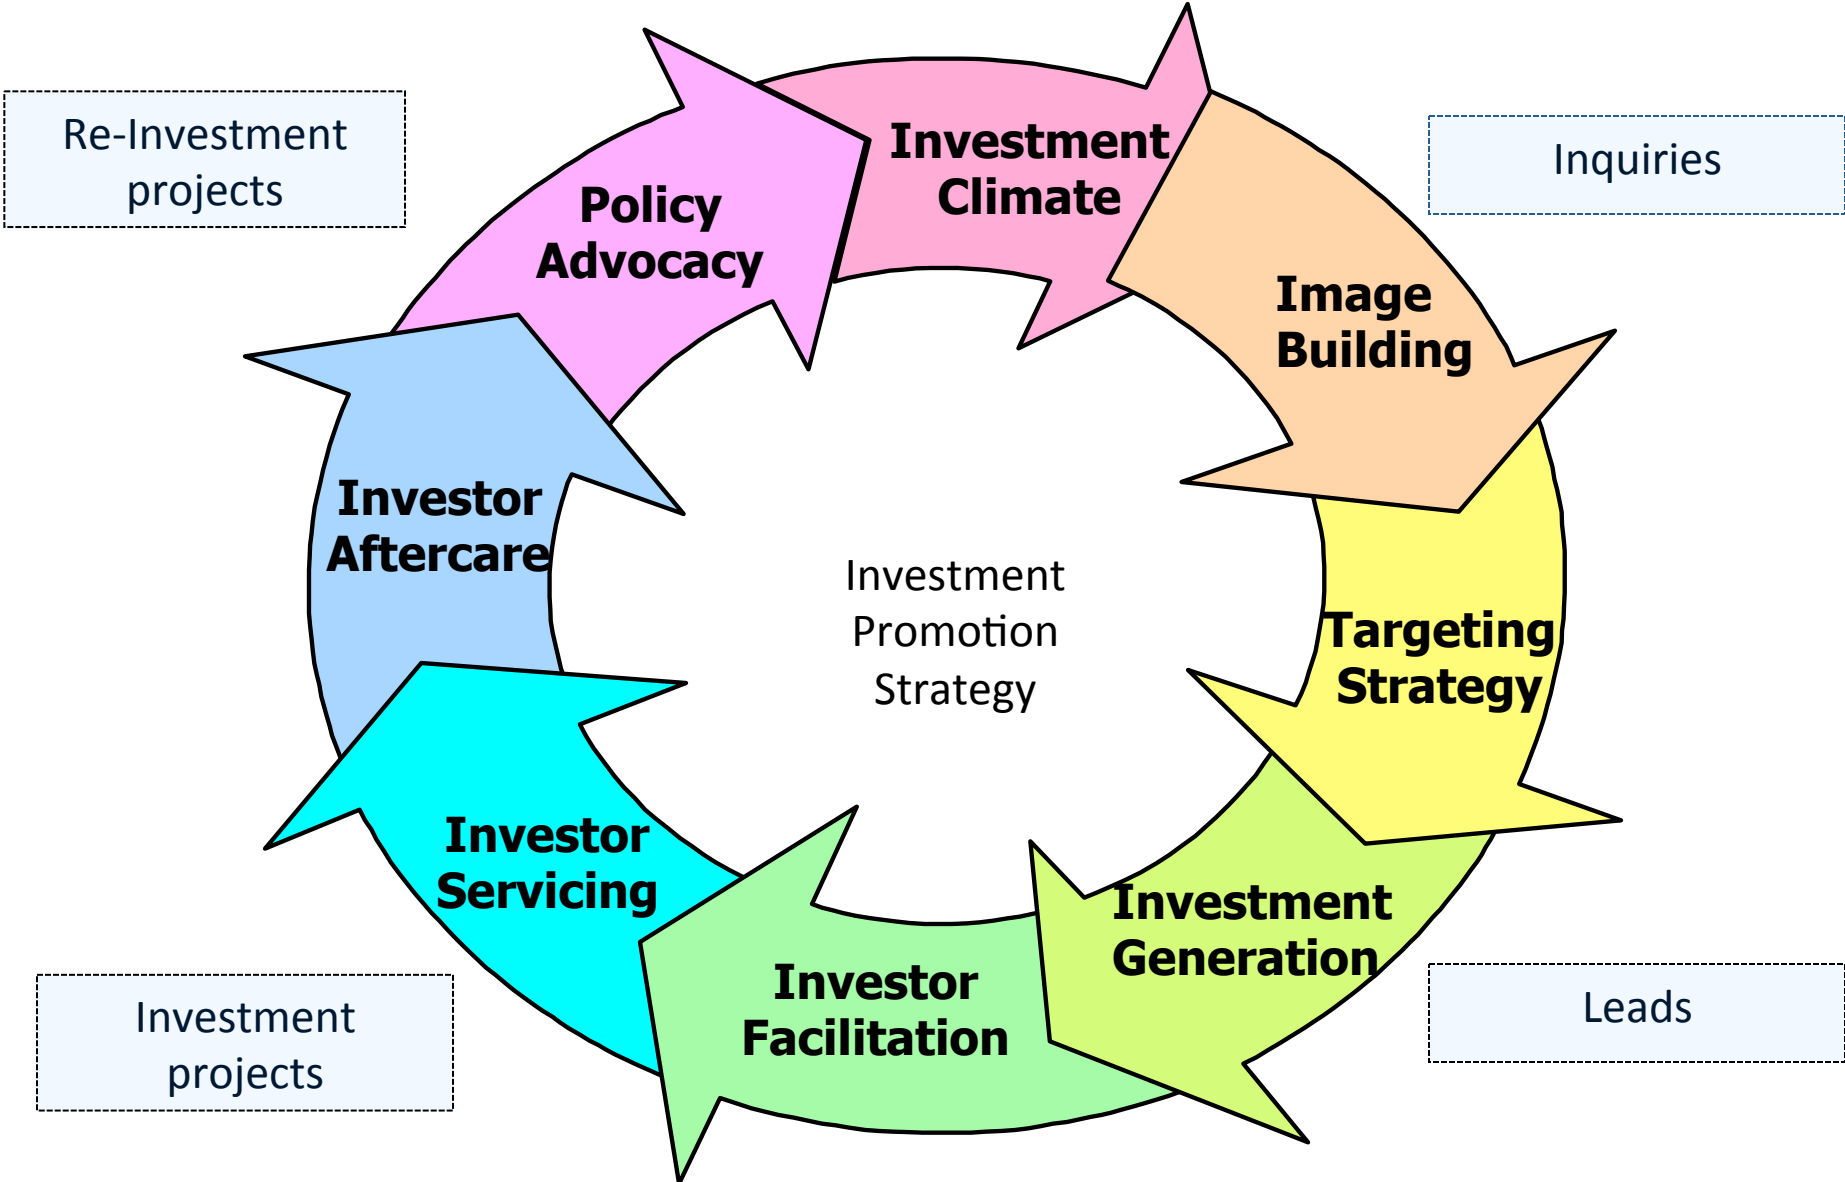 Re-Investment
projects
Investment
Climate
Inquiries
Policy
Advocacy
Image
Building
Investor
Aftercare
Investment
Promotion
Strategy
Targeting
Strategy
Investor
Servicing
Investment
Generation
Investor
Facilitation
Investment
projects
Leads